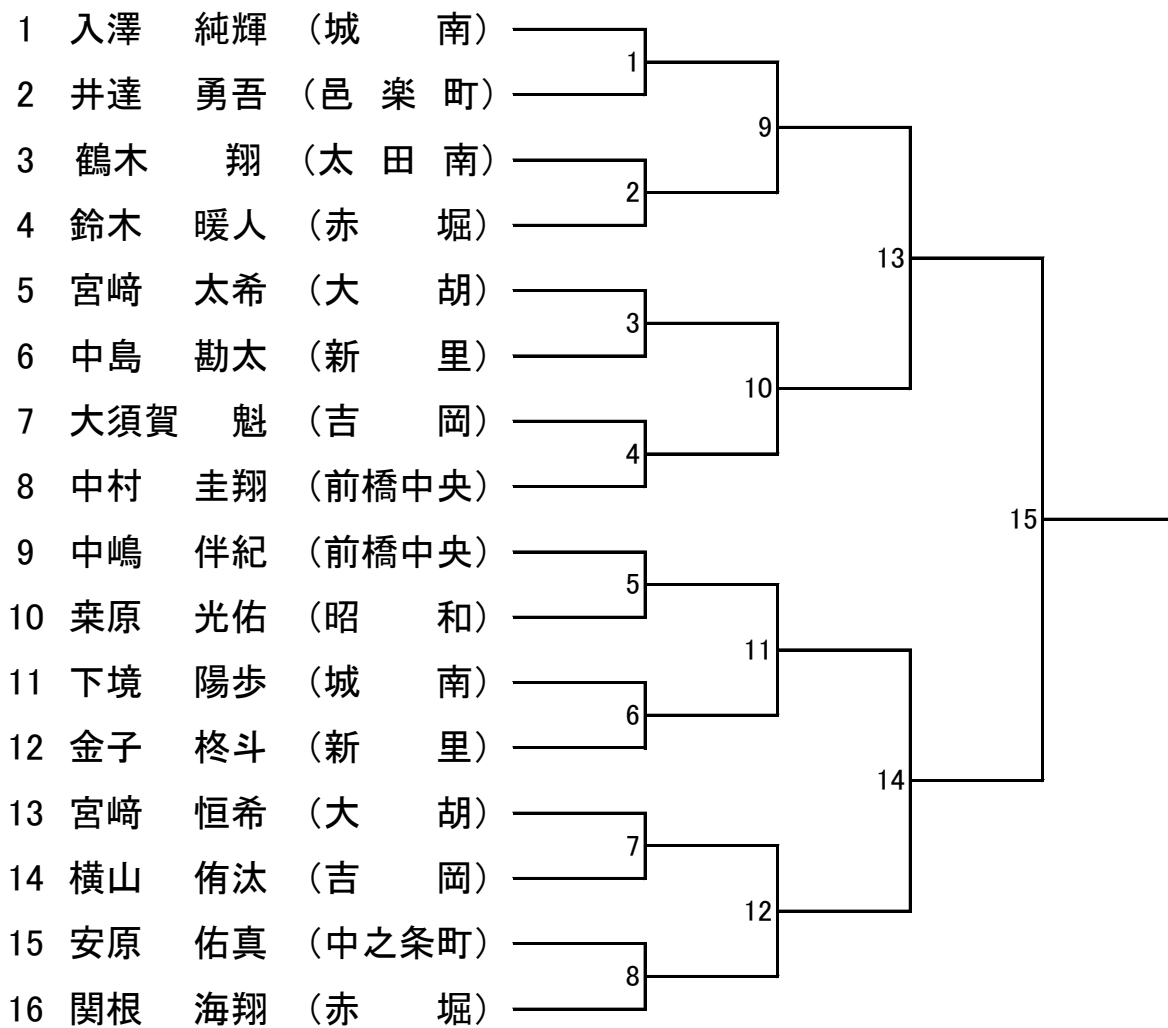 1 入澤 純輝 （城 南）
1
2 井達 勇吾 （邑 楽 町）
9
3 鶴木 翔 （太 田 南）
2
4 鈴木 暖人 （赤 堀）
13
5 宮﨑 太希 （大 胡）
3
6 中島 勘太 （新 里）
10
7 大須賀 魁 （吉 岡）
4
8 中村 圭翔 （前橋中央）
15
9 中嶋 伴紀 （前橋中央）
5
10 桒原 光佑 （昭 和）
11
11 下境 陽歩 （城 南）
6
12 金子 柊斗 （新 里）
14
13 宮﨑 恒希 （大 胡）
7
14 横山 侑汰 （吉 岡）
12
15 安原 佑真 （中之条町）
8
16 関根 海翔 （赤 堀）